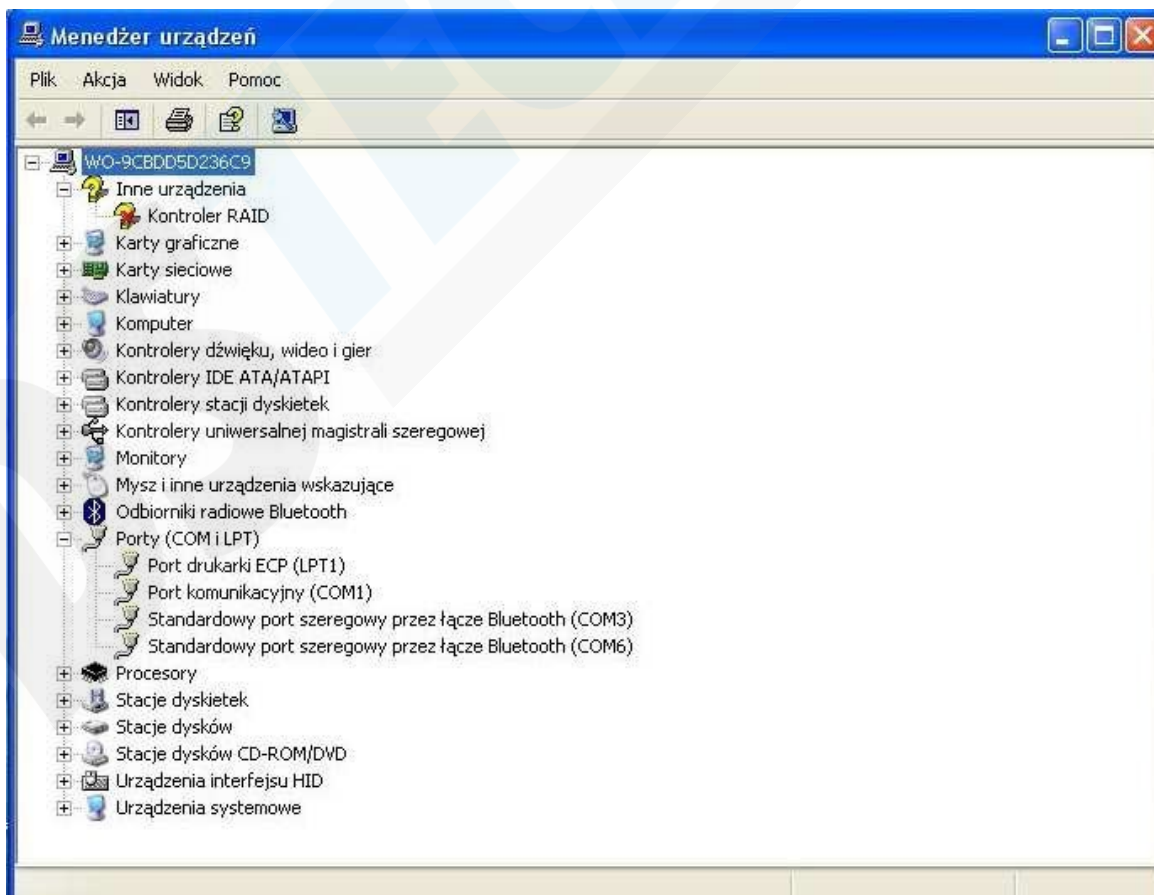 Menedżer urządzeń
Plik Akcja Widok Pomoc
WO-9CBDD5D236C9
Inne urządzenia
Kontroler RAID
Karty graficzne
Karty sieciowe
Klawiatury
Komputer
Kontrolery dźwięku, wideo i gier
Kontrolery IDE ATA/ATAPI
Kontrolery stacji dyskietek
Kontrolery uniwersalnej magistrali szeregowej
Monitory
Mysz i inne urządzenia wskazujące
Odbiorniki radiowe Bluetooth
Porty (COM i LPT)
Port drukarki ECP (LPT1)
Port komunikacyjny (COM1)
Standardowy port szeregowy przez łącze Bluetooth (COM3)
Standardowy port szeregowy przez łącze Bluetooth (COM6)
Procesory
Stacje dyskietek
Stacje dysków
Stacje dysków CD-ROM/DVD
Urządzenia interfejsu HID
Urządzenia systemowe